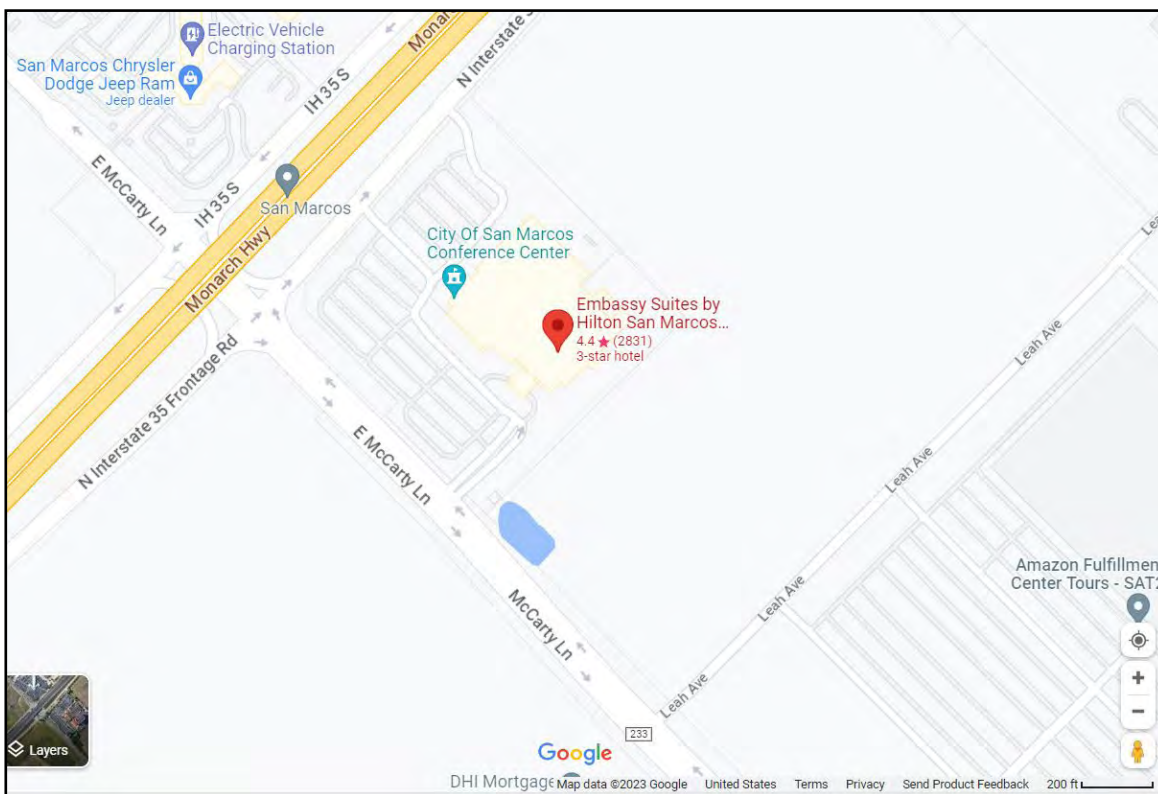 Electric Vehicle
Charging Station
San Marcos Chrysler
Dodge Jeep Ram
Jeep dealer
IH 35 S
Monar
N Interstate 3
E McCarty Ln
IH 35 S
San Marcos
Monarch Hwy
City Of San Marcos
Conference Center
Embassy Suites by
Hilton San Marcos...
4.4 ★ (2831)
3-star hotel
Lea
Leah Ave
N Interstate 35 Frontage Rd
E McCarty Ln
Leah Ave
Amazon Fulfillmen
Center Tours - SAT2
McCarty Ln
Leah Ave
Leah Ave
233
Layers
Google
DHI Mortgage
Map data ©2023 Google United States Terms Privacy Send Product Feedback 200 ft